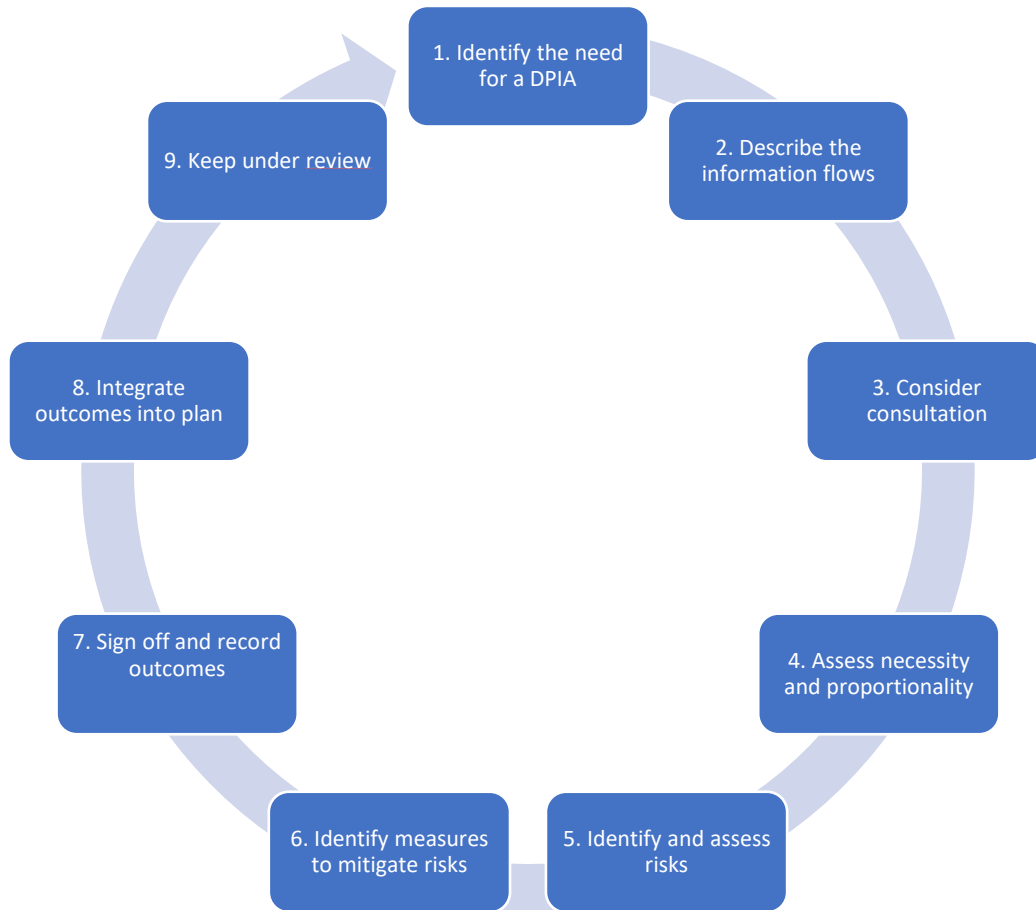 1. Identify the need
for a DPIA
2. Describe the
information flows
3. Consider
consultation
4. Assess necessity
and proportionality
5. Identify and assess
risks
6. Identify measures
to mitigate risks
7. Sign off and record
outcomes
8. Integrate
outcomes into plan
9. Keep under review